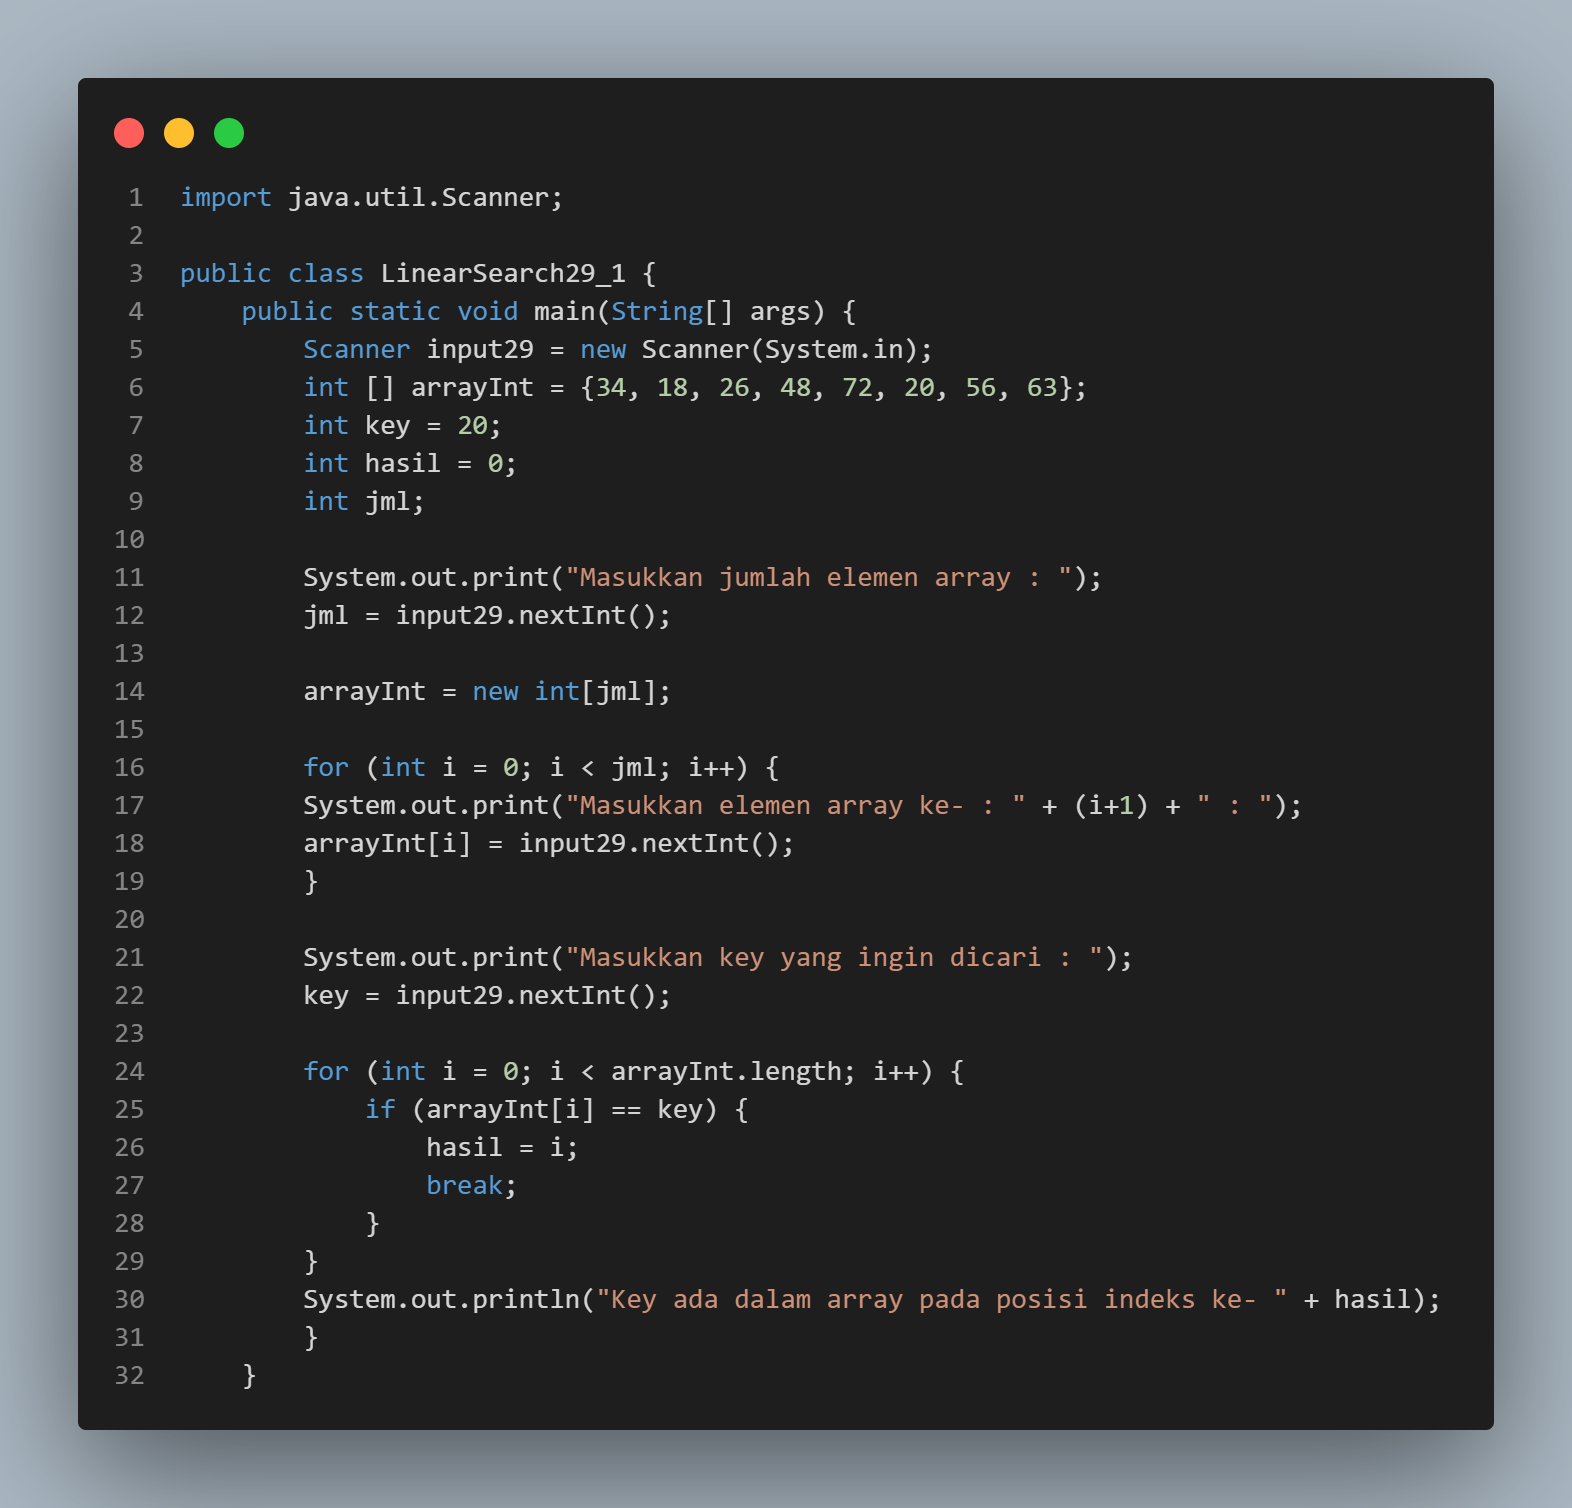 1 import java.util.Scanner;
2
3 public class LinearSearch29_1 {
4     public static void main(String[] args) {
5         Scanner input29 = new Scanner(System.in);
6         int [] arrayInt = {34, 18, 26, 48, 72, 20, 56, 63};
7         int key = 20;
8         int hasil = 0;
9         int jml;
10
11         System.out.print("Masukkan jumlah elemen array : ");
12         jml = input29.nextInt();
13
14         arrayInt = new int[jml];
15
16         for (int i = 0; i < jml; i++) {
17         System.out.print("Masukkan elemen array ke- : " + (i+1) + " : ");
18         arrayInt[i] = input29.nextInt();
19         }
20
21         System.out.print("Masukkan key yang ingin dicari : ");
22         key = input29.nextInt();
23
24         for (int i = 0; i < arrayInt.length; i++) {
25             if (arrayInt[i] == key) {
26                 hasil = i;
27                 break;
28             }
29         }
30         System.out.println("Key ada dalam array pada posisi indeks ke- " + hasil);
31         }
32     }